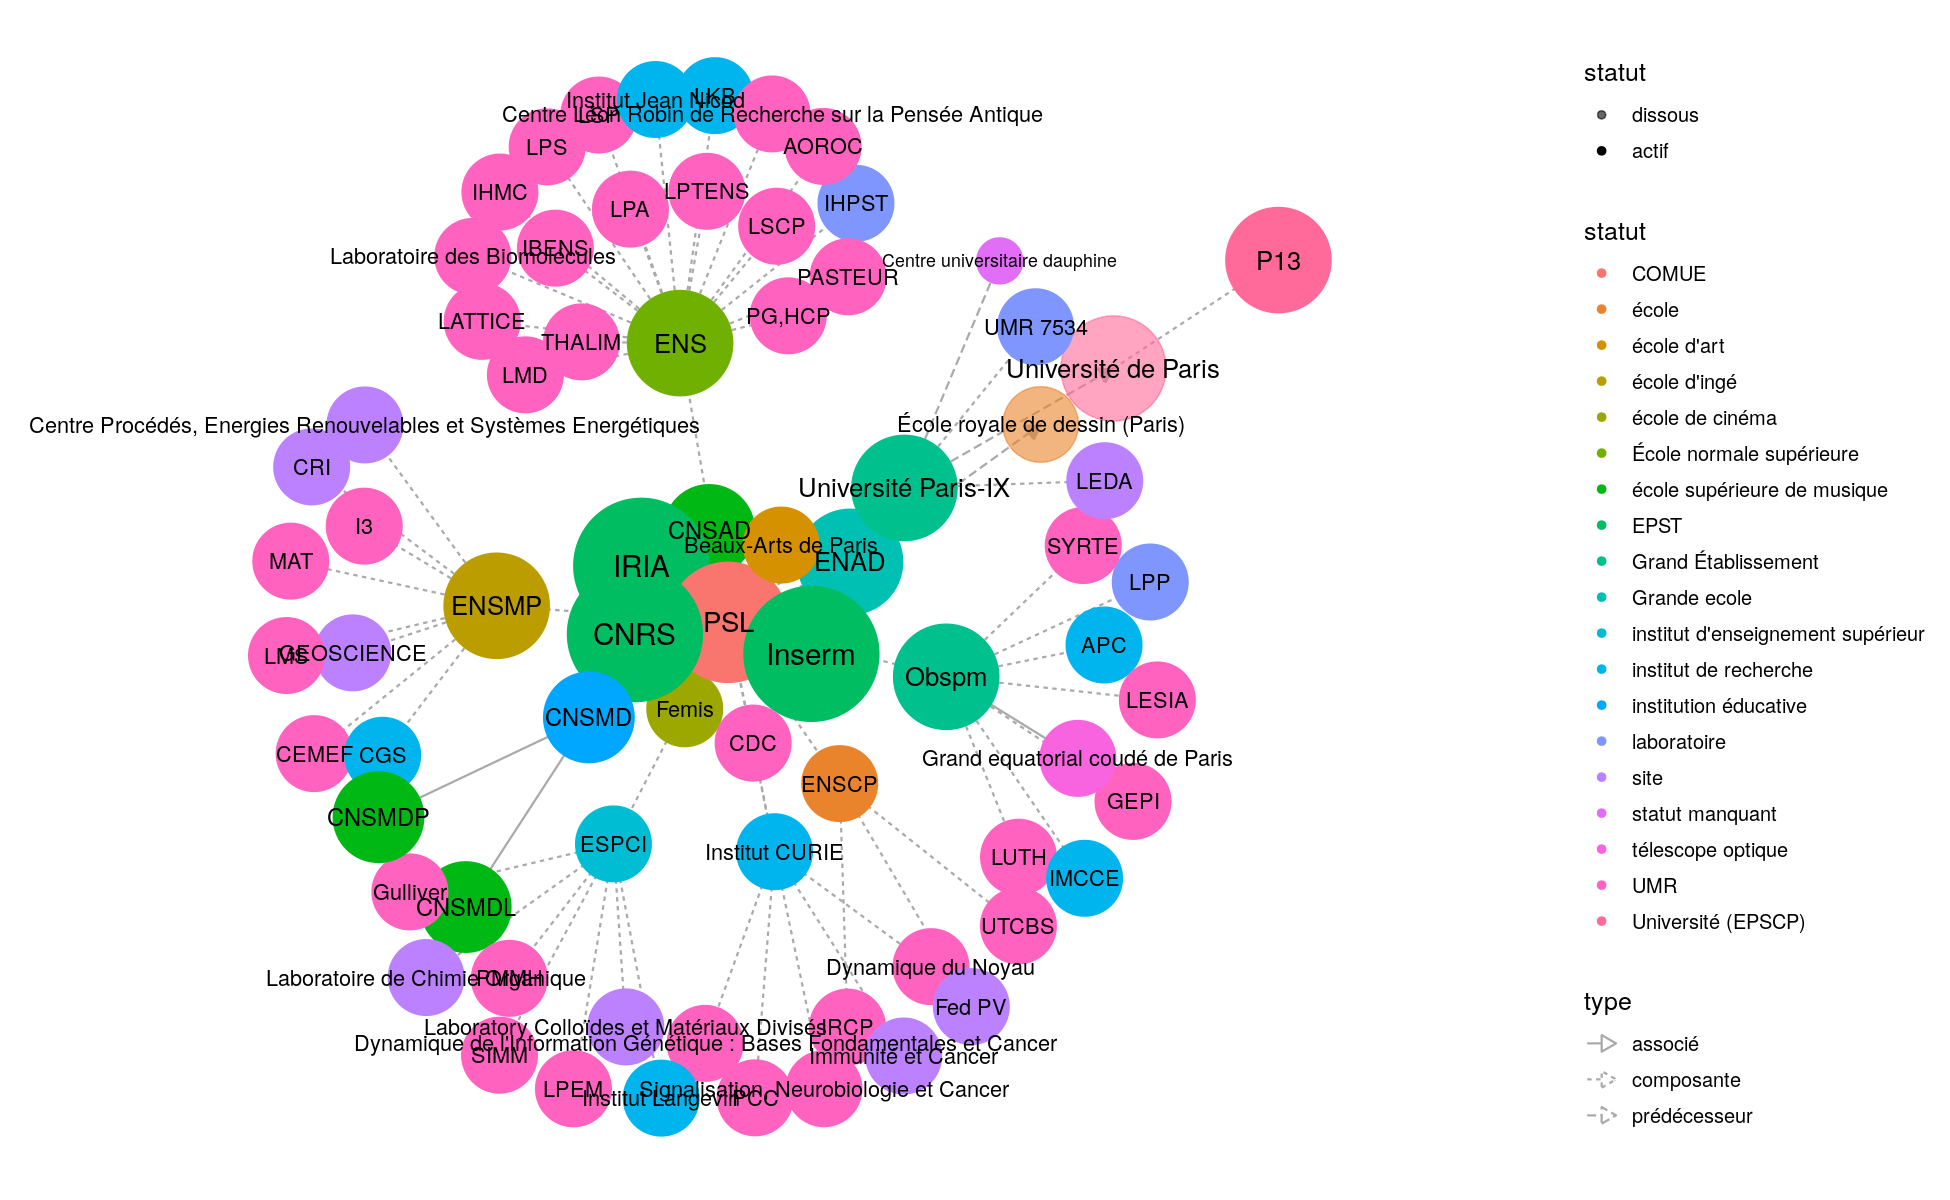 Institut Jean Nicod
LKB
LSP
Centre Léon Robin de Recherche sur la Pensée Antique
LPS
AOROC
IHMC
LPTENS
LPA
IHPST
LSCP
IBENS
Laboratoire des Biomolécules
PASTEUR
Centre universitaire dauphine
P13
LATTICE
PG,HCP
UMR 7534
THALIM
ENS
LMD
Université de Paris
Centre Procédés, Energies Renouvelables et Systèmes Energétiques
École royale de dessin (Paris)
CRI
LEDA
Université Paris-IX
I3
CNSAD
Beaux-Arts de Paris
SYRTE
MAT
IRIA
ENAD
LPP
ENSMP
PSL
CNRS
APC
LMS
GEOSCIENCE
Inserm
Obspm
LESIA
CNSMD
Femis
CDC
CEMEF
CGS
Grand equatorial coudé de Paris
ENSCP
GEPI
CNSMDP
ESPCI
Institut CURIE
LUTH
IMCCE
Gulliver
CNSMDL
UTCBS
Laboratoire de Chimie Organique
PMMH
Dynamique du Noyau
Fed PV
Laboratory Colloïdes et Matériaux Divisés
IRCP
Dynamique de l'Information Génétique : Bases Fondamentales et Cancer
SIMM
Immunité et Cancer
LPEM
Signalisation, Neurobiologie et Cancer
Institut Langevin
PCC
statut
dissous
actif
statut
COMUE
école
école d'art
école d'ingé
école de cinéma
École normale supérieure
école supérieure de musique
EPST
Grand Établissement
Grande ecole
institut d'enseignement supérieur
institut de recherche
institution éducative
laboratoire
site
statut manquant
télescope optique
UMR
Université (EPSCP)
type
associé
composante
prédécesseur